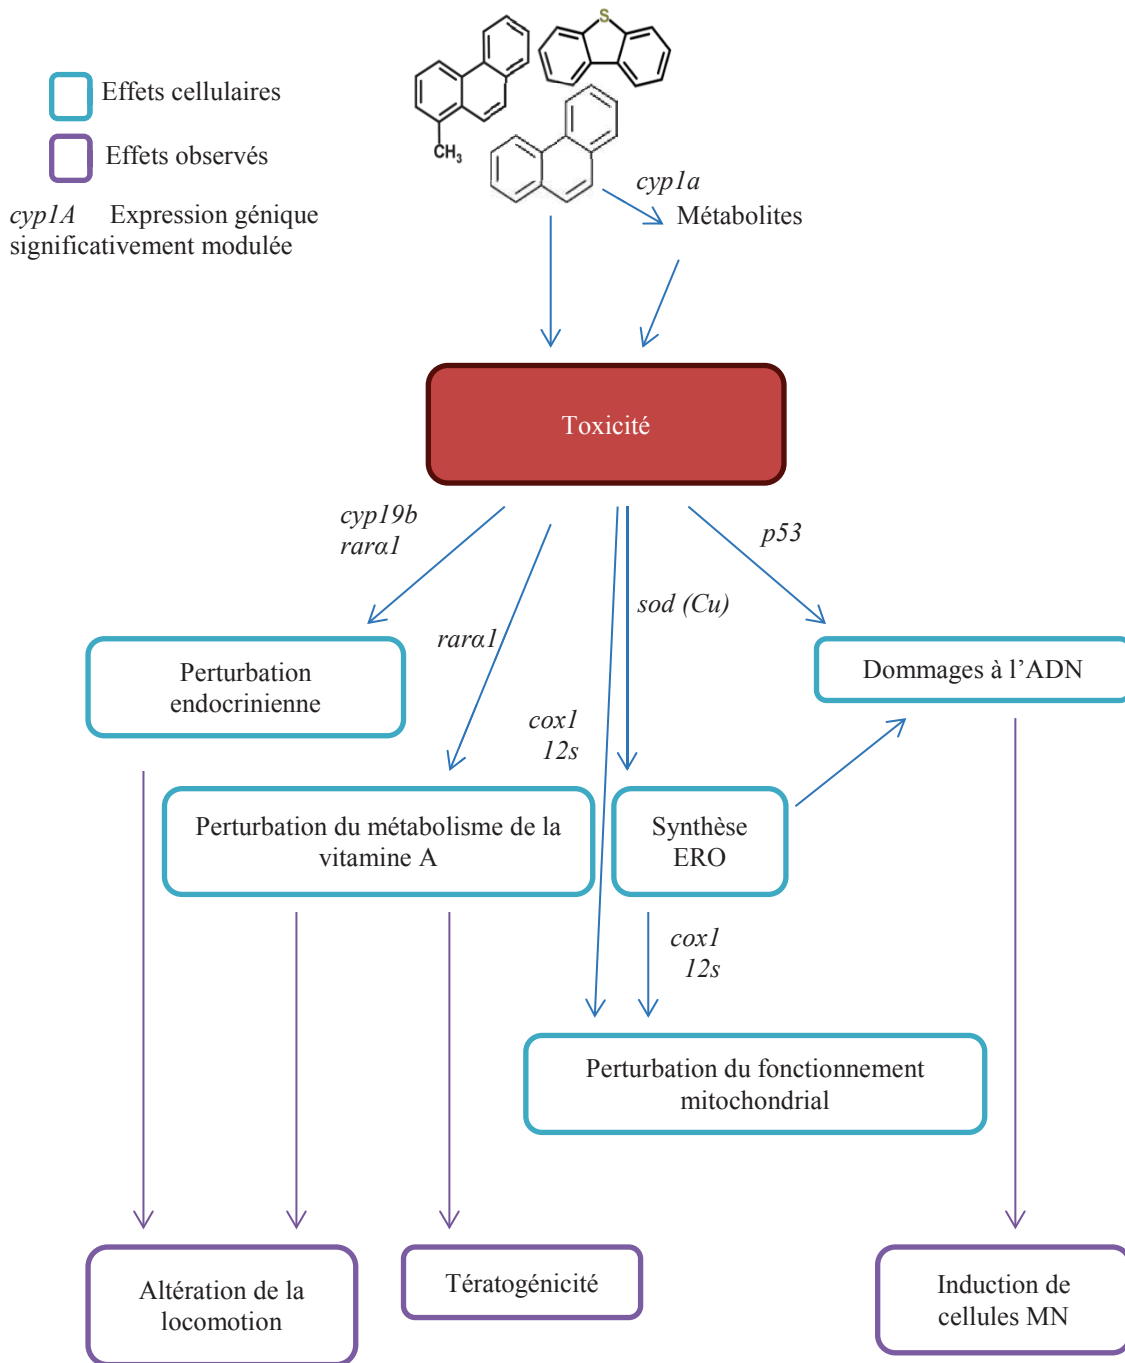 S
CH₃
Effets cellulaires
Effets observés
cyp1A Expression génique
significativement modulée
cyp1a
Métabolites
Toxicité
cyp19b
rarα1
p53
sod (Cu)
rarα1
Perturbation
endocrinienne
Dommages à l’ADN
cox1
12s
Perturbation du métabolisme de la
vitamine A
Synthèse
ERO
cox1
12s
Perturbation du fonctionnement
mitochondrial
Altération de la
locomotion
Tératogénicité
Induction de
cellules MN